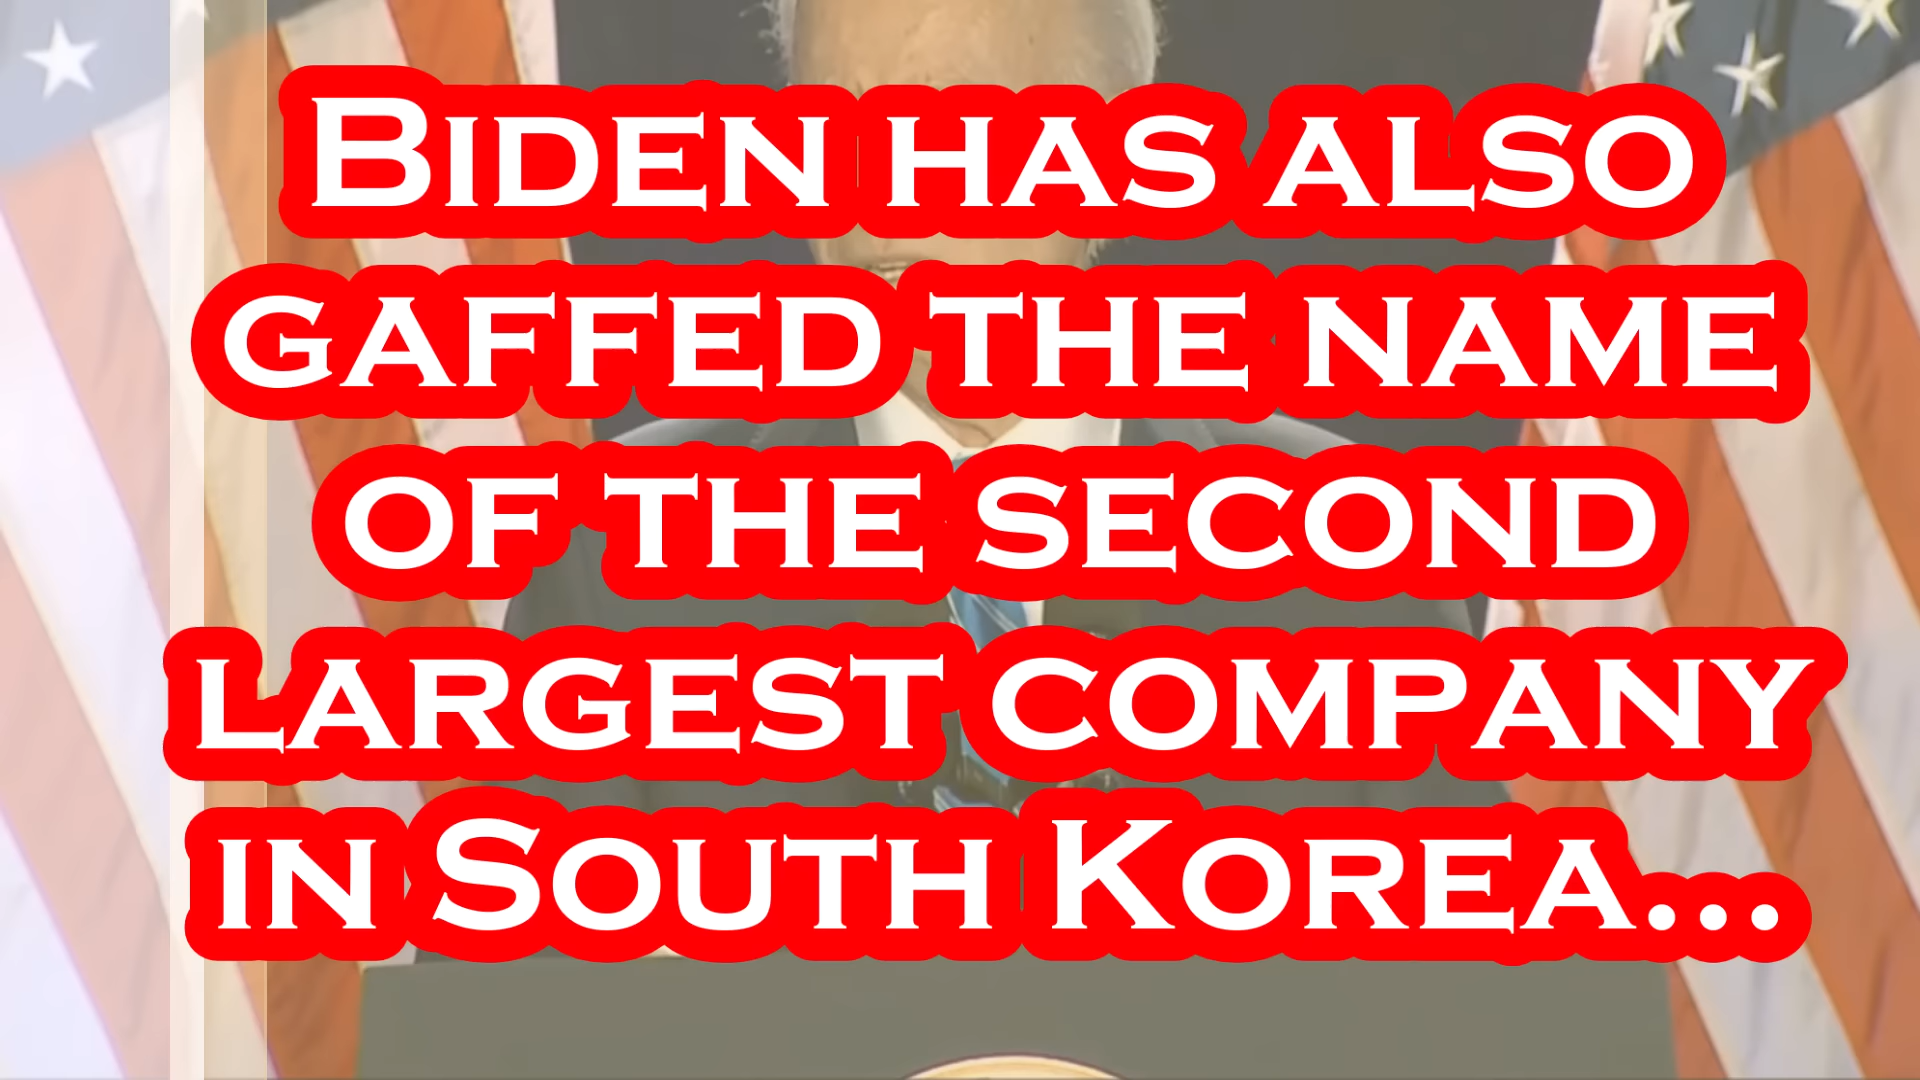 Biden has also
gaffed the name
of the second
largest company
in South Korea...